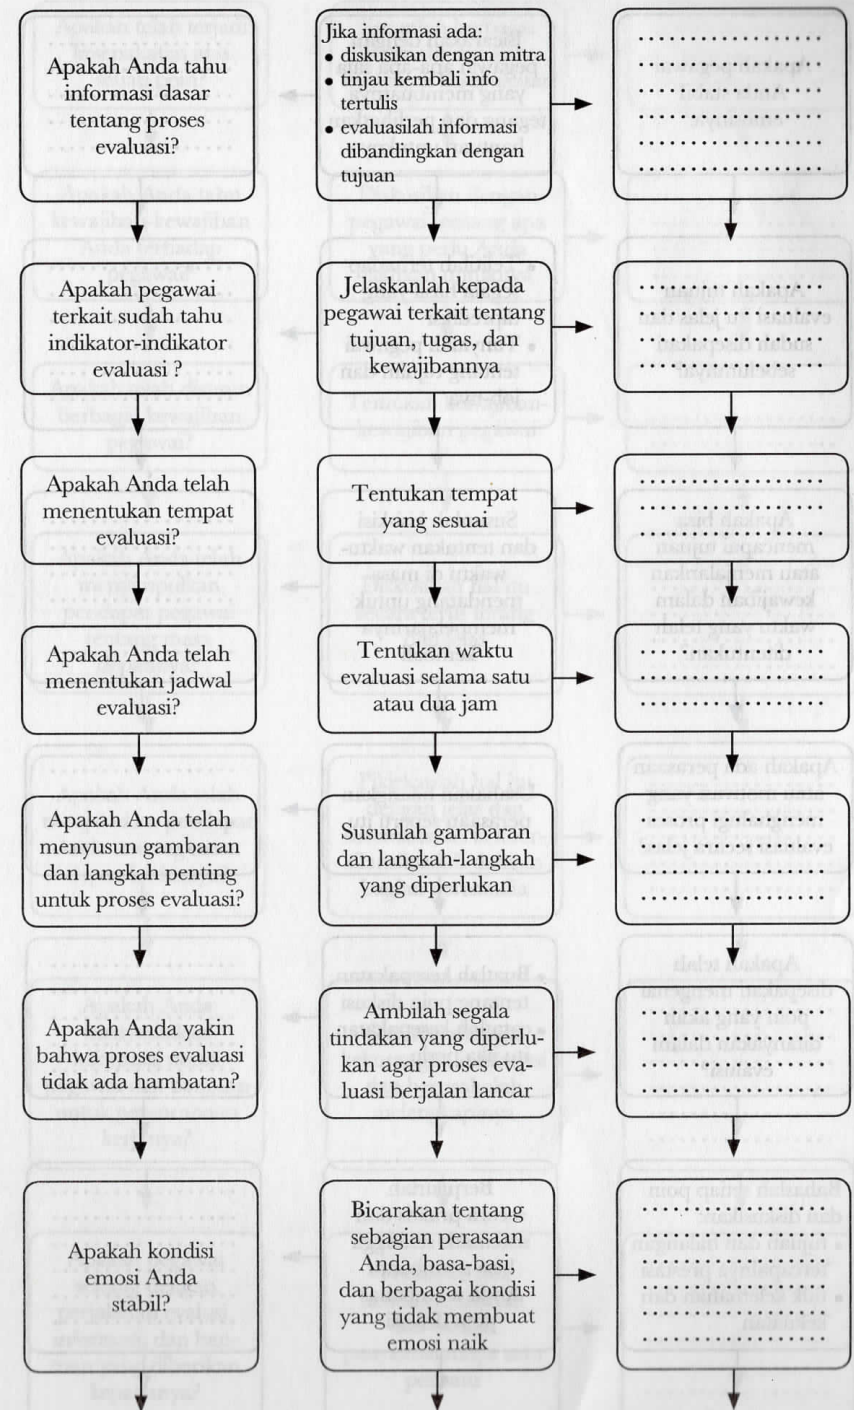 Apakah Anda tahu
informasi dasar
tentang proses
evaluasi?
Jika informasi ada:
• diskusikan dengan mitra
• tinjau kembali info
tertulis
• evaluasilah informasi
dibandingkan dengan
tujuan
Apakah pegawai
terkait sudah tahu
indikator-indikator
evaluasi ?
Jelaskanlah kepada
pegawai terkait tentang
tujuan, tugas, dan
kewajibannya
Apakah Anda telah
menentukan tempat
evaluasi?
Tentukan tempat
yang sesuai
Apakah Anda telah
menentukan jadwal
evaluasi?
Tentukan waktu
evaluasi selama satu
atau dua jam
Apakah Anda telah
menyusun gambaran
dan langkah penting
untuk proses evaluasi?
Susunlah gambaran
dan langkah-langkah
yang diperlukan
Apakah Anda yakin
bahwa proses evaluasi
tidak ada hambatan?
Ambilah segala
tindakan yang diperlu-
kan agar proses eva-
luasi berjalan lancar
Apakah kondisi
emosi Anda
stabil?
Bicarakan tentang
sebagian perasaan
Anda, basa-basi,
dan berbagai kondisi
yang tidak membuat
emosi naik